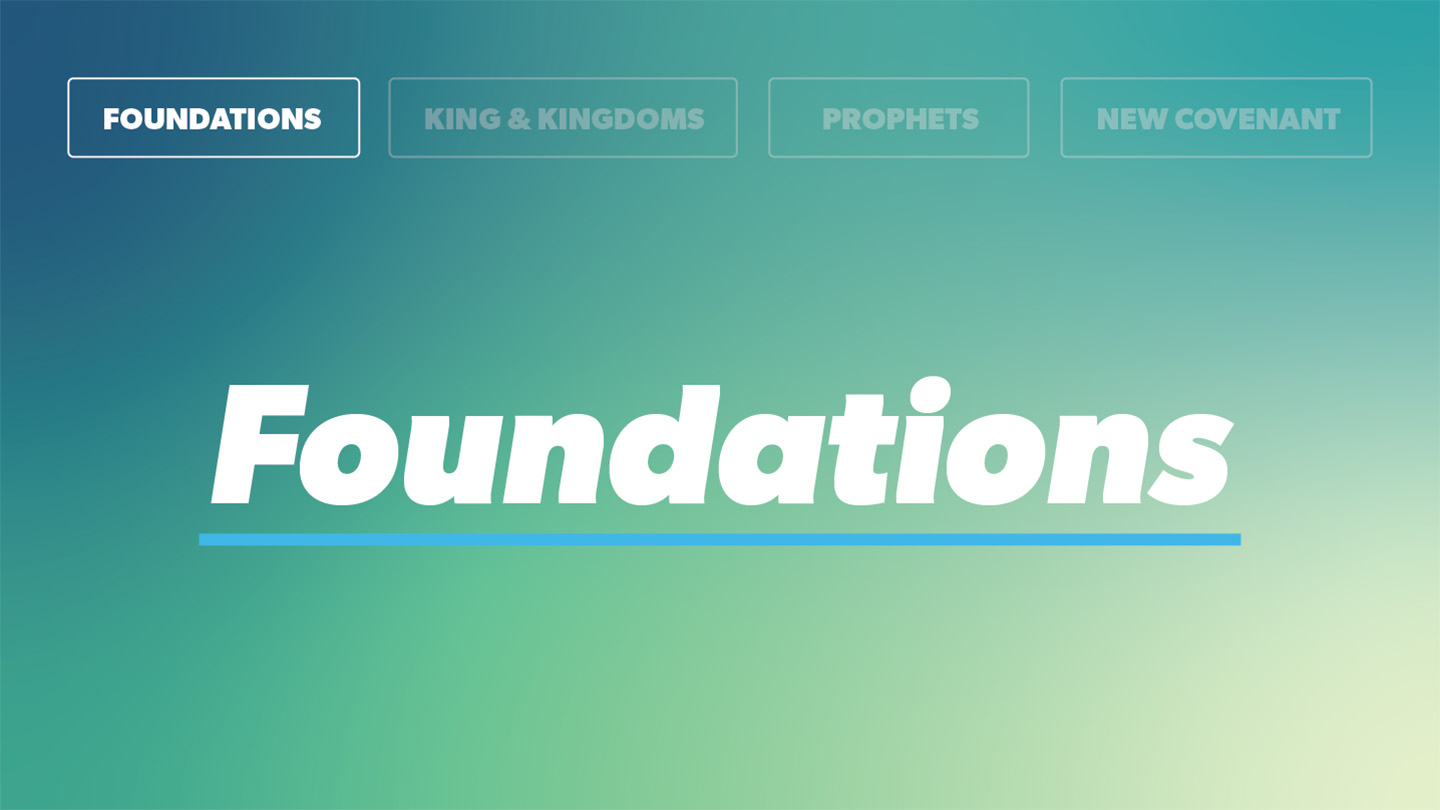 FOUNDATIONS KING & KINGDOMS PROPHETS NEW COVENANT
Foundations